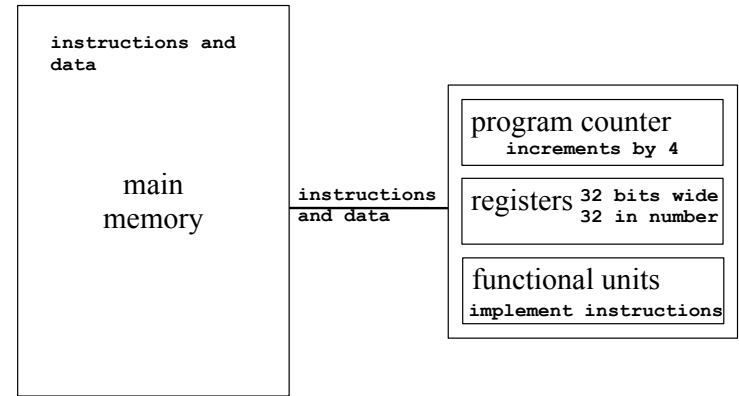 instructions and
data
main
memory
instructions
and data
program counter
increments by 4
registers 32 bits wide
32 in number
functional units
implement instructions